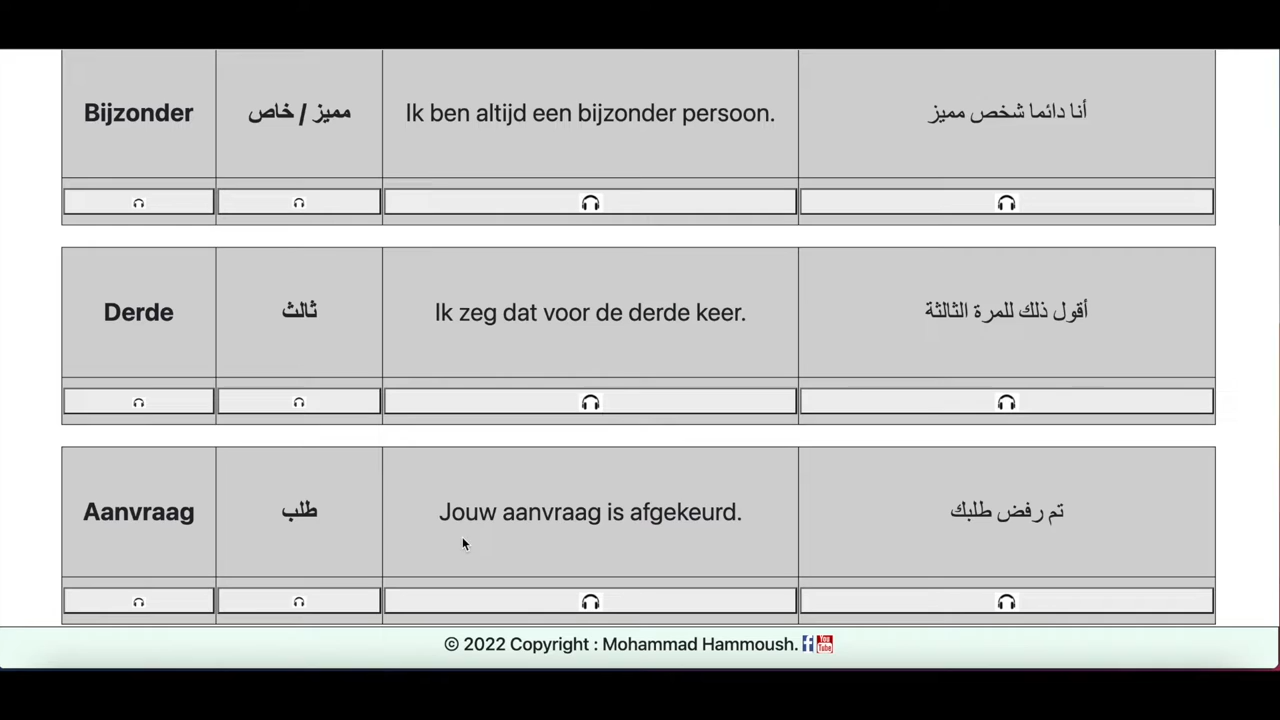 Bijzonder
مميز / خاص
Ik ben altijd een bijzonder persoon.
أنا دائما شخص مميز
Derde
ثالث
Ik zeg dat voor de derde keer.
أقول ذلك للمرة الثالثة
Aanvraag
طلب
Jouw aanvraag is afgekeurd.
تم رفض طلبك
© 2022 Copyright : Mohammad Hammoush.
You Tube